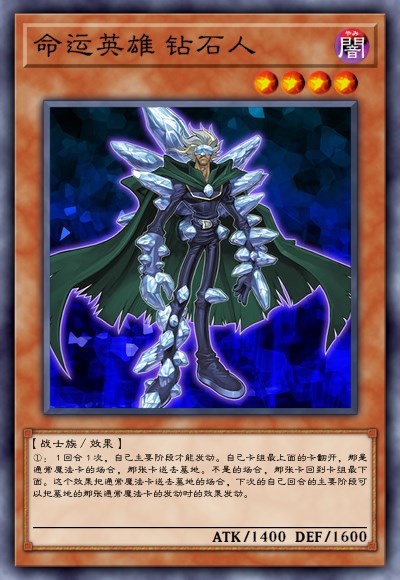 命运英雄 钻石人
やみ
闇
【战士族／效果】
①：1回合1次，自己主要阶段才能发动。自己卡组最上面的卡翻开，那是
通常魔法卡的场合，那张卡送去墓地。不是的场合，那张卡回到卡组最下
面。这个效果把通常魔法卡送去墓地的场合，下次的自己回合的主要阶段可
以把墓地的那张通常魔法卡的发动时的效果发动。
ATK/1400 DEF/1600